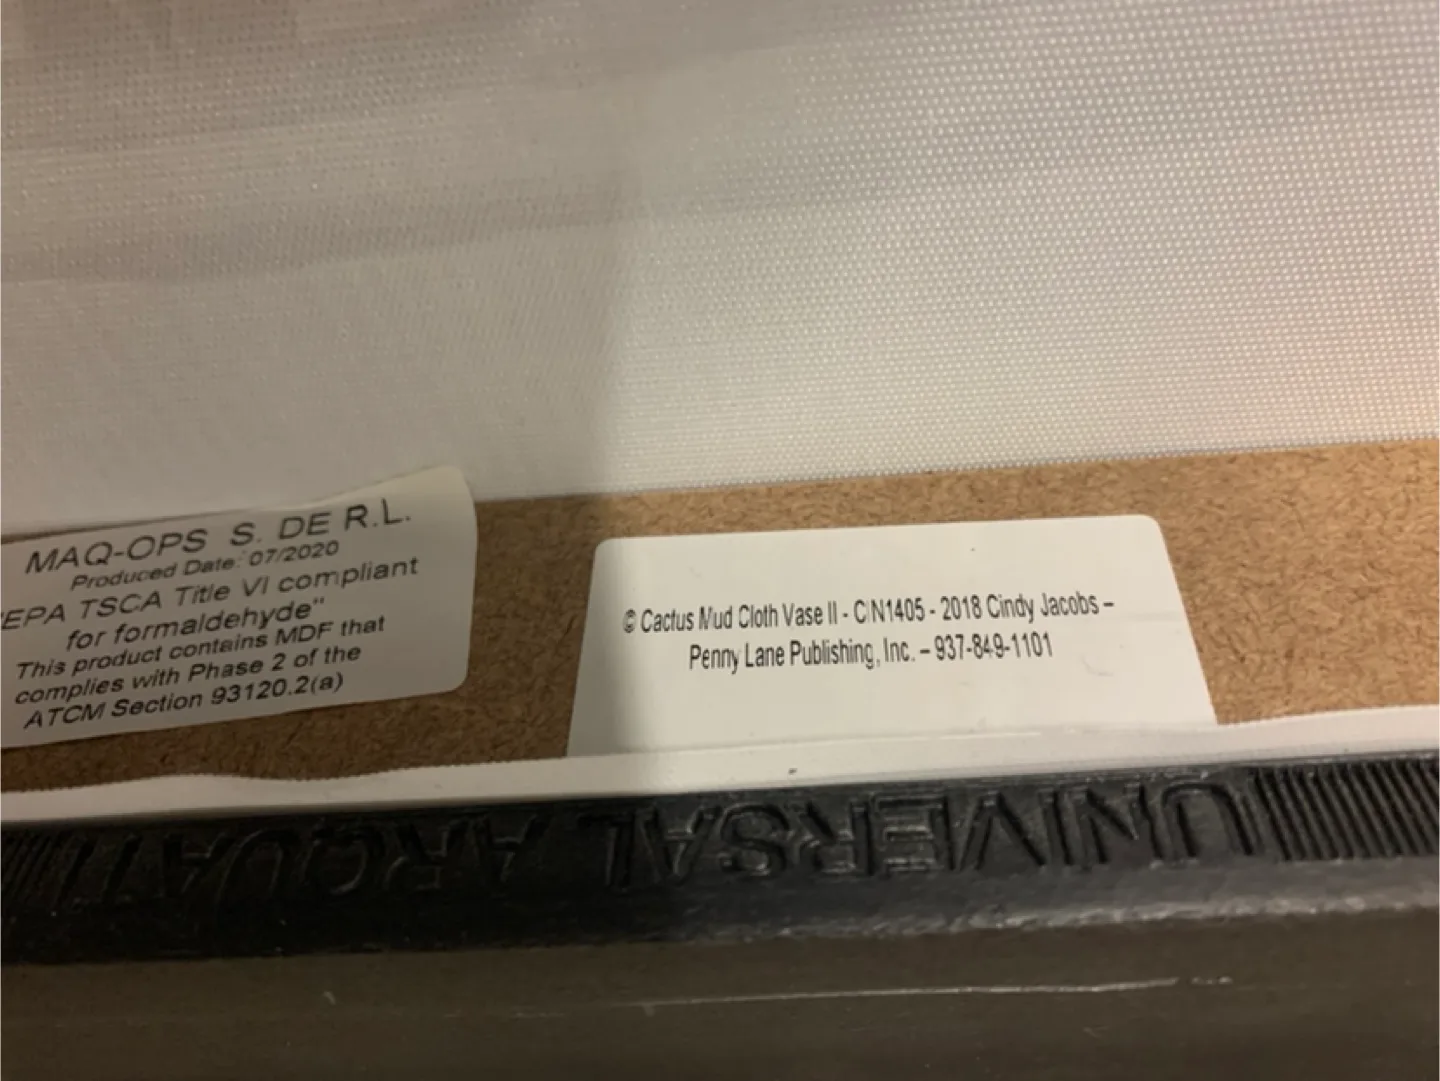 MAQ-OPS S. DE R.L.
Produced Date: 07/2020
"EPA TSCA Title VI compliant
for formaldehyde"
This product contains MDF that
complies with Phase 2 of the
ATCM Section 93120.2(a)
© Cactus Mud Cloth Vase II - CIN1405 - 2018 Cindy Jacobs –
Penny Lane Publishing, Inc. – 937-849-1101
UNIVERSAL ARQUATI